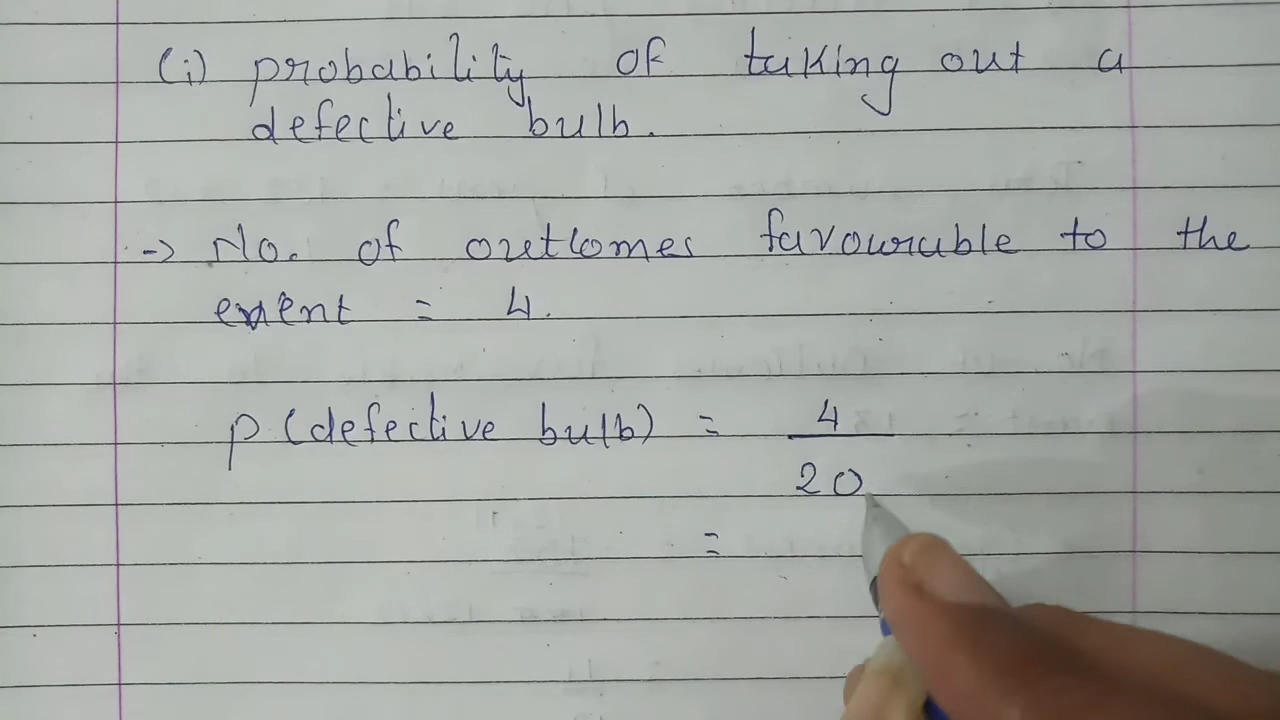 (i) probability of taking out a
defective bulb.
→ No. of outcomes favourable to the
event = 4.
p (defective bulb) = 4
20
=